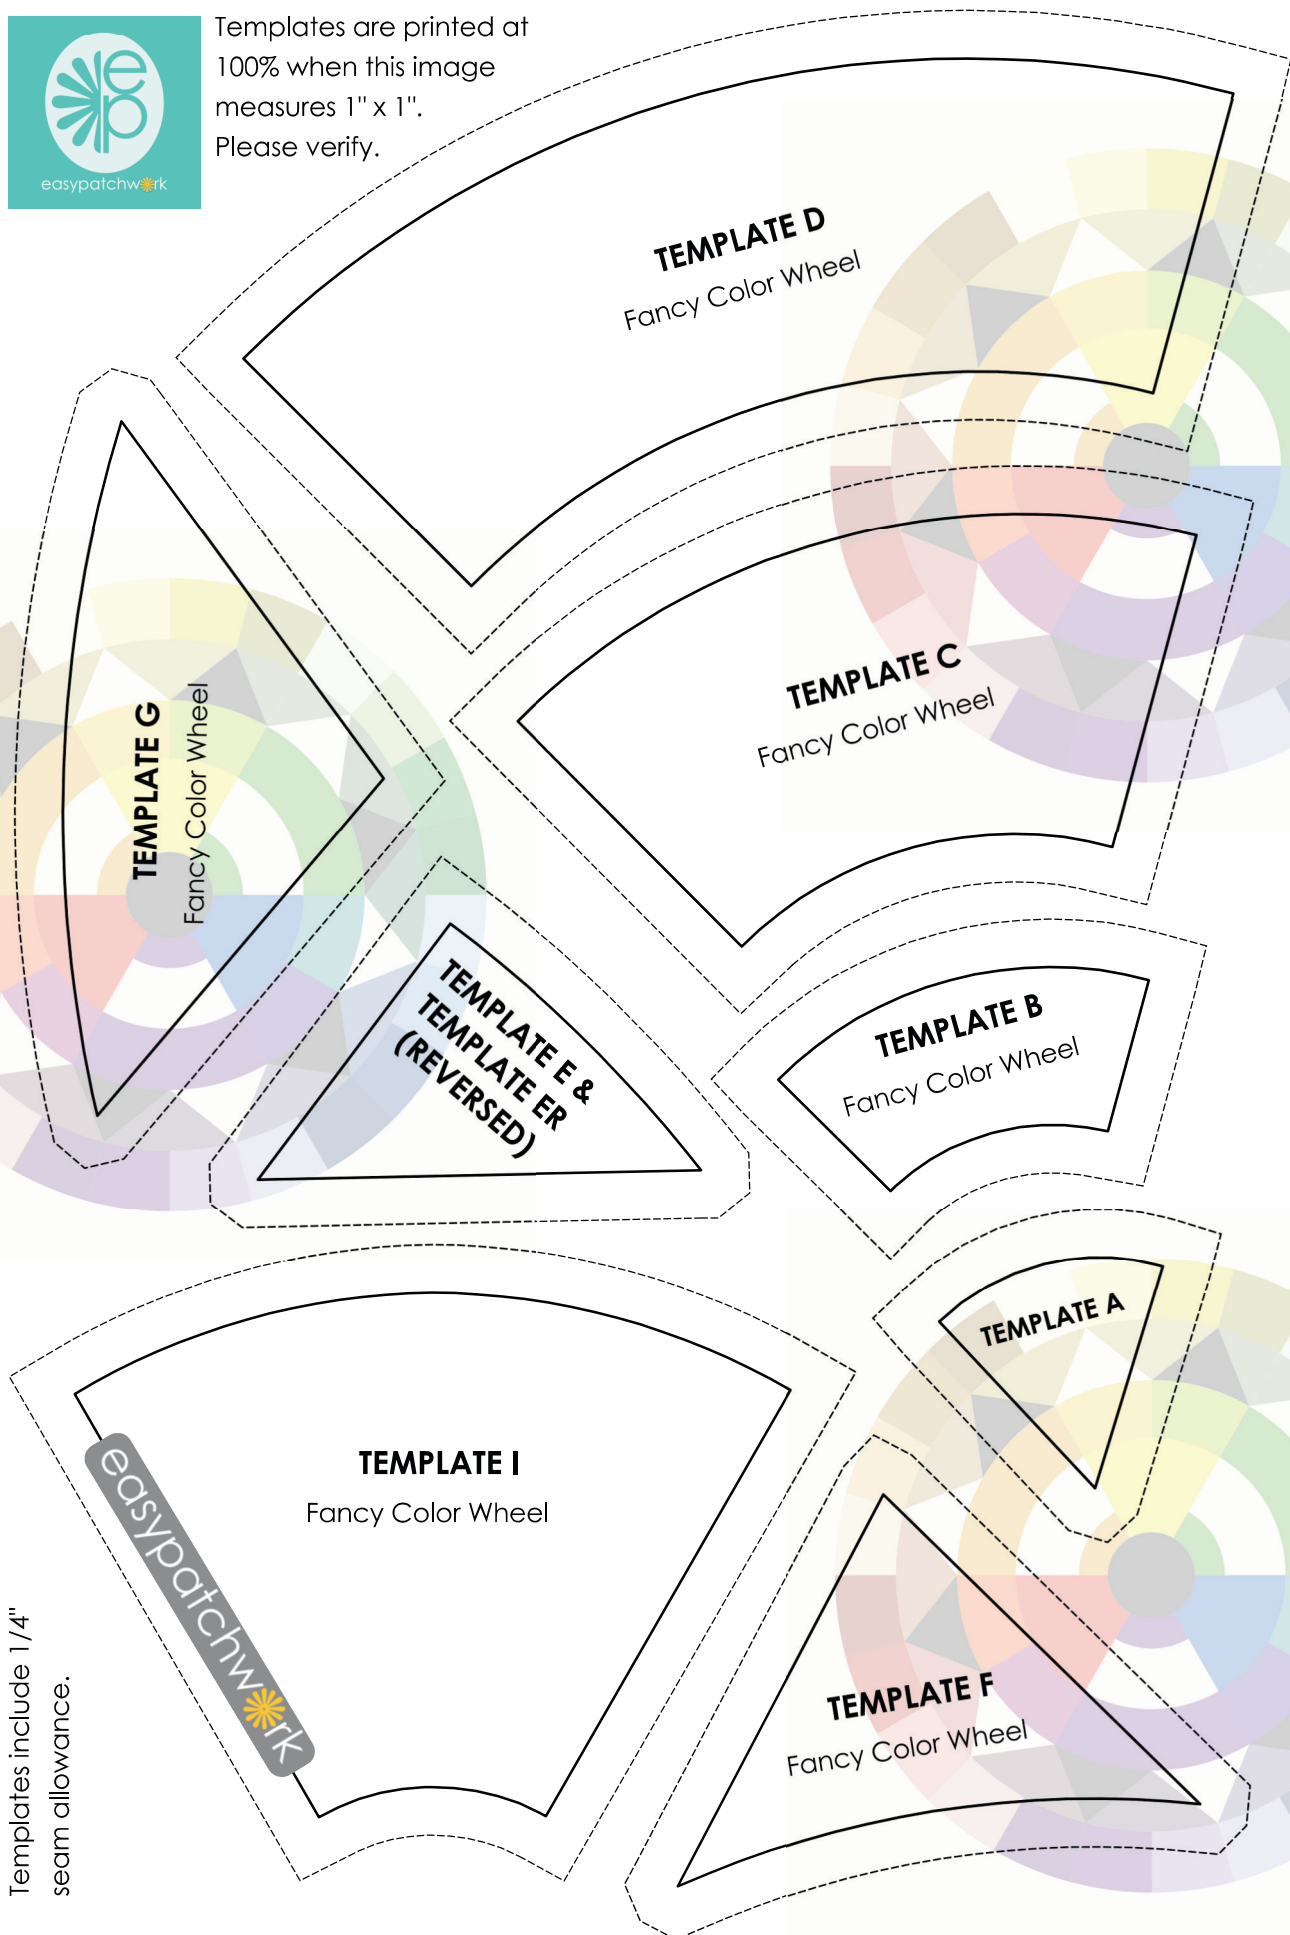 ep
easypatchwork
Templates are printed at
100% when this image
measures 1" x 1".
Please verify.
TEMPLATE D
Fancy Color Wheel
TEMPLATE C
Fancy Color Wheel
TEMPLATE G
Fancy Color Wheel
TEMPLATE E &
TEMPLATE ER
(REVERSED)
TEMPLATE B
Fancy Color Wheel
TEMPLATE A
TEMPLATE I
Fancy Color Wheel
easypatchwork
TEMPLATE F
Fancy Color Wheel
Templates include 1/4"
seam allowance.